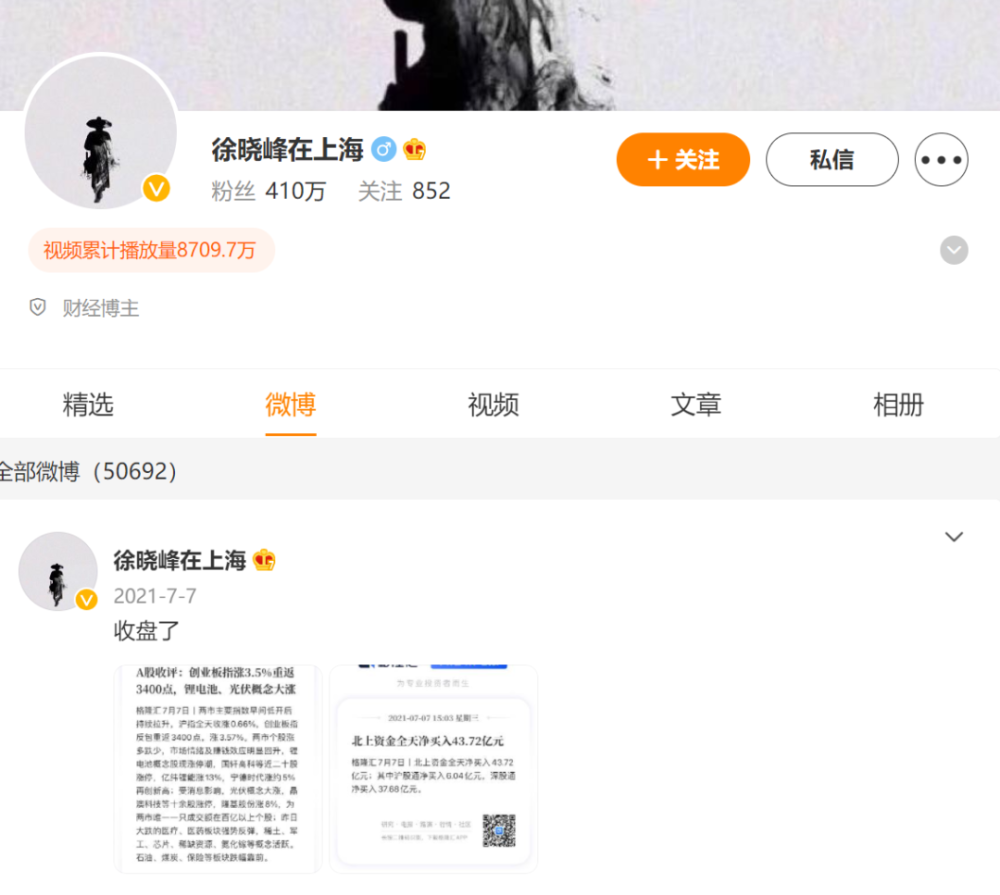 徐晓峰在上海
粉丝 410万 关注 852
+ 关注
私信
视频累计播放量8709.7万
财经博主
精选
微博
视频
文章
相册
全部微博（50692）
徐晓峰在上海
2021-7-7
收盘了
A股收评：创业板指涨3.5%重返
3400点，锂电池、光伏概念大涨
格隆汇7月7日｜两市主要指数早间低开后
持续拉升，沪指全天收涨0.66%，创业板指
反包重返3400点，涨3.57%。两市个股涨
多跌少，市场情绪及赚钱效应明显回升，锂
电池概念股现涨停潮，国轩高科等近二十股
涨停，亿纬锂能涨13%，宁德时代涨约5%
再创新高；受消息影响，光伏概念大涨，晶
澳科技等十余股涨停，隆基股份涨8%，为
两市唯一一只成交额在百亿以上个股；昨日
大跌的医疗、医药板块强势反弹，稀土、军
工、芯片、稀缺资源、氮化镓等概念活跃。
石油、煤炭、保险等板块跌幅靠前。
为专业投资者而生
2021-07-07 15:03 星期三
北上资金全天净买入43.72亿元
格隆汇7月7日｜北上资金全天净买入43.72
亿元；其中沪股通净买入6.04亿元，深股通
净买入37.68亿元。